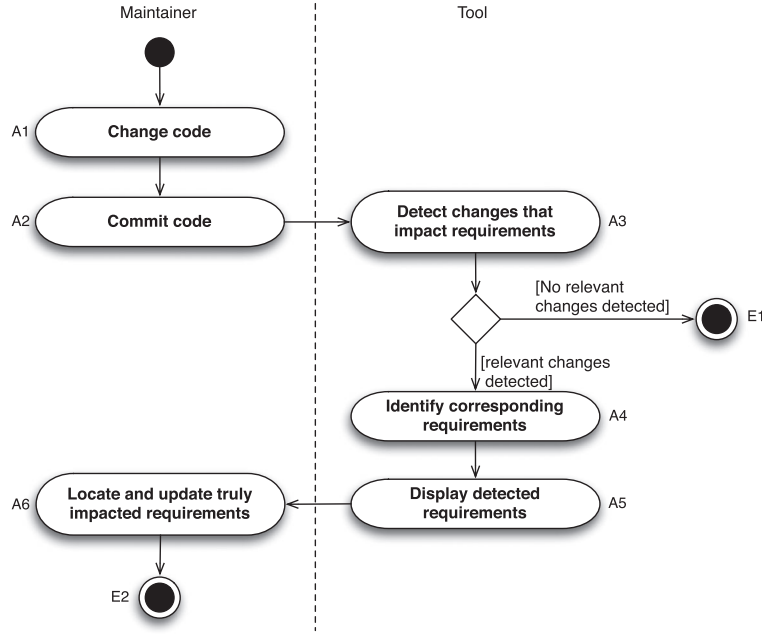 Maintainer
Tool
A1
Change code
A2
Commit code
Detect changes that
impact requirements
A3
[No relevant
changes detected]
E1
[relevant changes
detected]
Identify corresponding
requirements
A4
A6
Locate and update truly
impacted requirements
Display detected
requirements
A5
E2